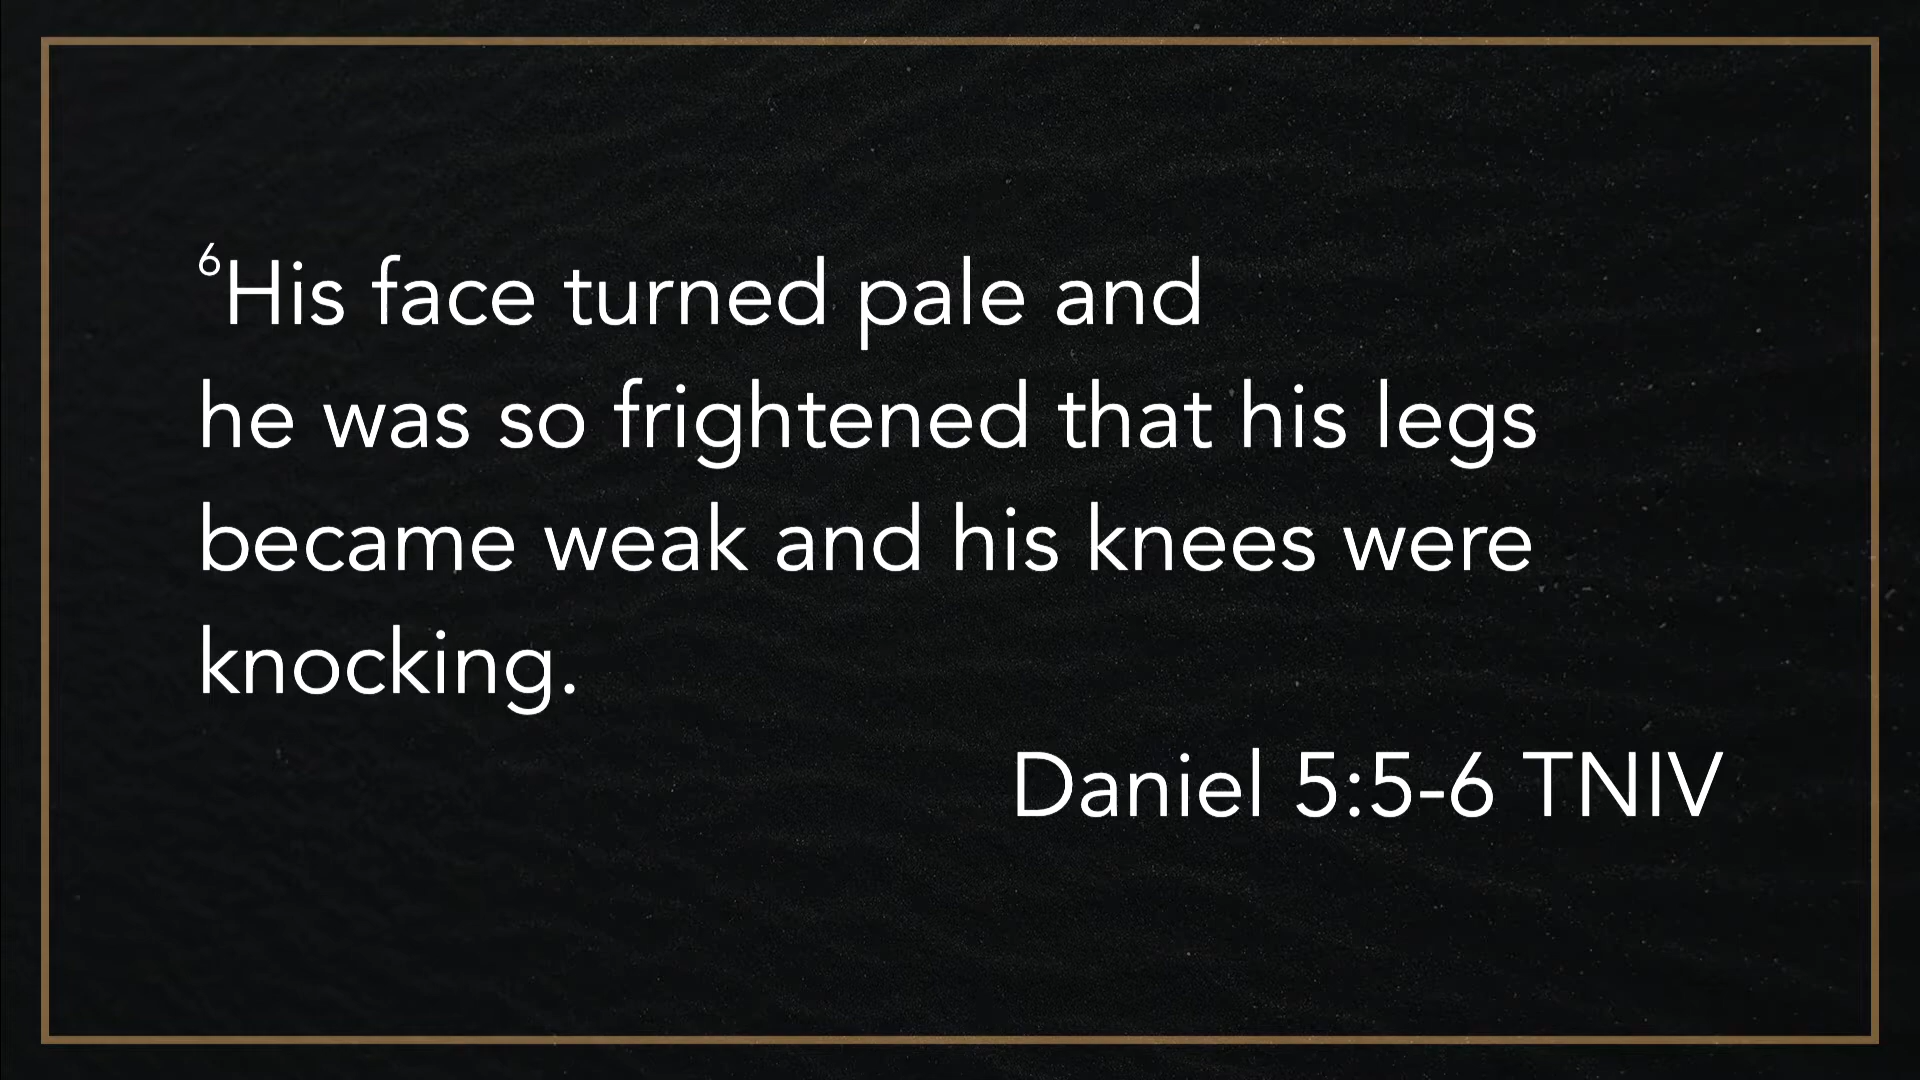 ⁶His face turned pale and
he was so frightened that his legs
became weak and his knees were
knocking.
Daniel 5:5-6 TNIV